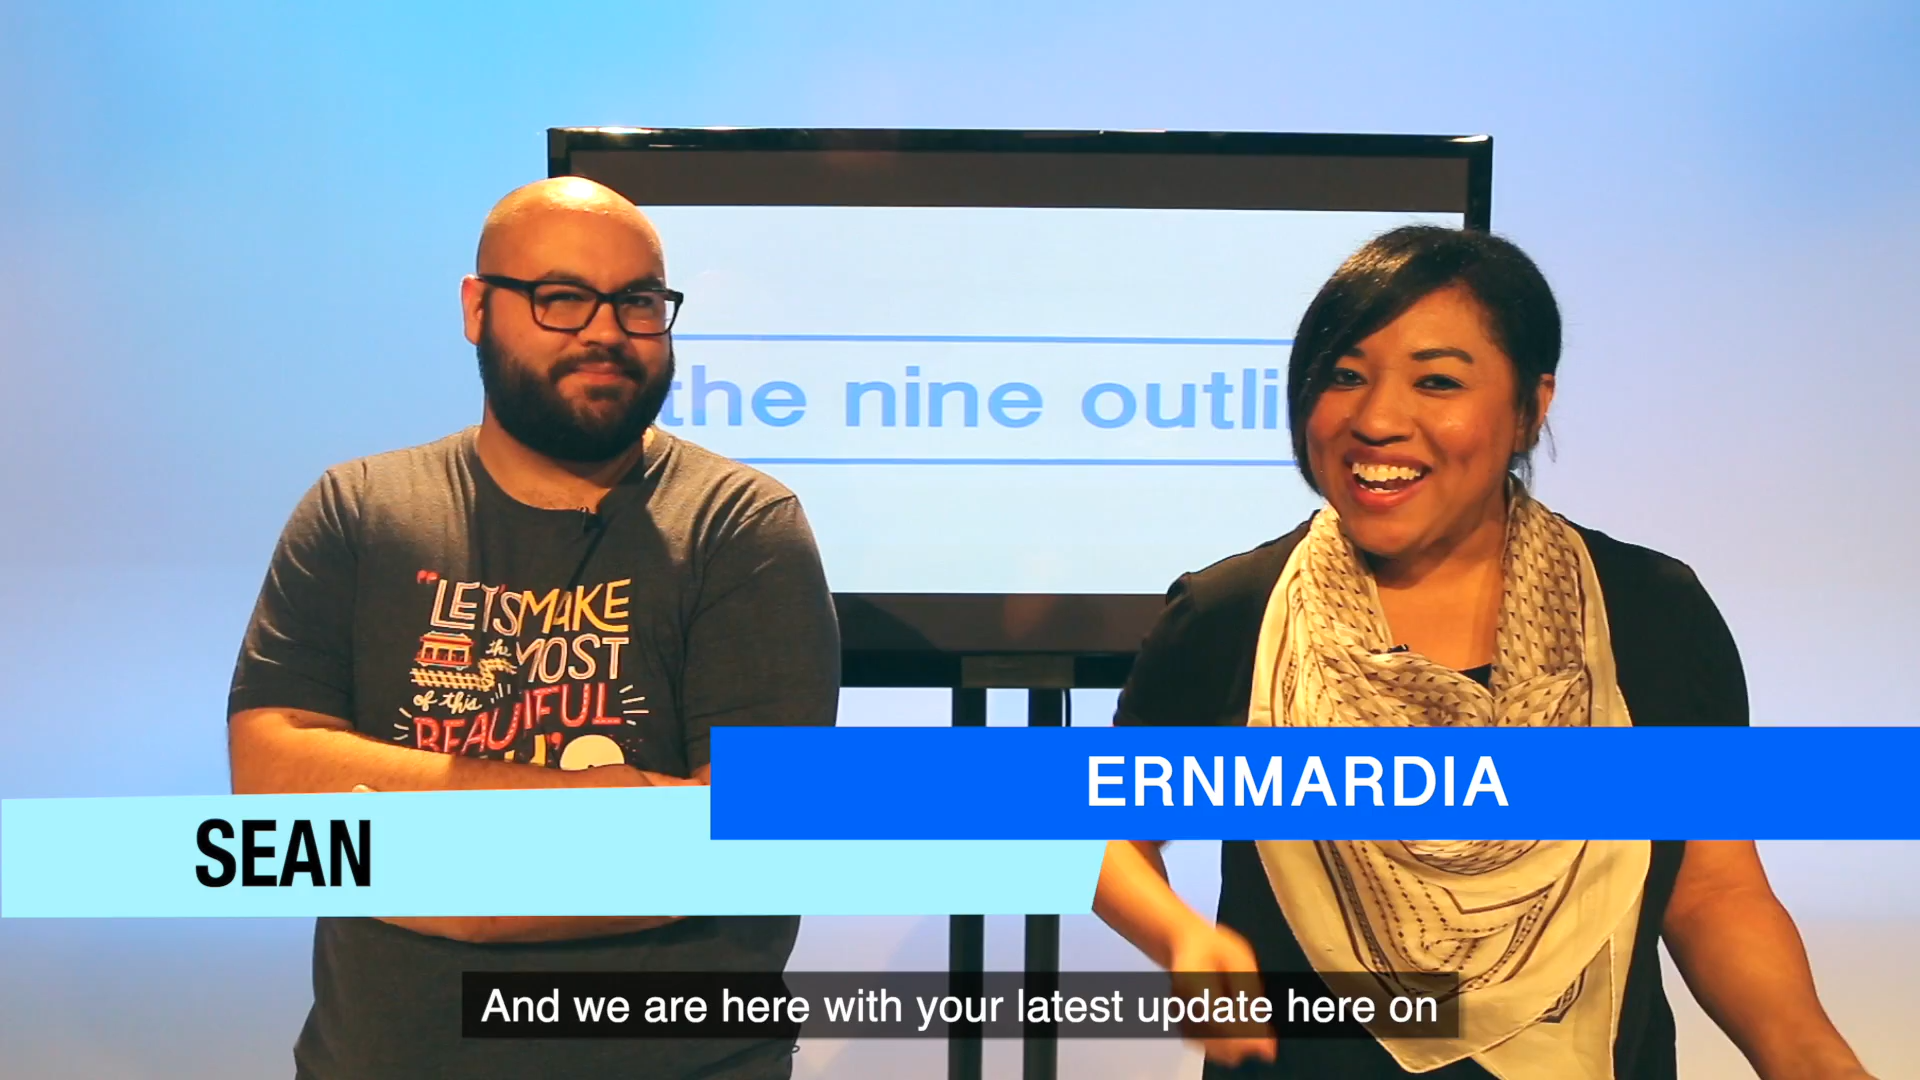 the nine outli
"LET'S MAKE
the MOST
of this
BEAUTIFUL
ERNMARDIA
SEAN
And we are here with your latest update here on